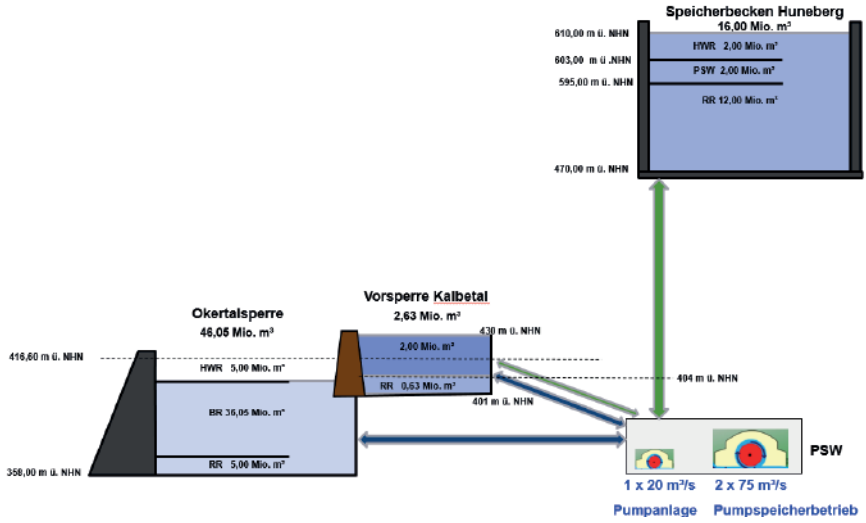 Speicherbecken Huneberg
16,00 Mio. m³
610,00 m ü. NHN
HWR 2,00 Mio. m³
603,00 m ü .NHN
PSW 2,00 Mio. m³
595,00 m ü. NHN
RR 12,00 Mio. m³
470,00 m ü. NHN
Okertalsperre
46,05 Mio. m³
Vorsperre Kalbetal
2,63 Mio. m³
430 m ü. NHN
416,60 m ü. NHN
2,00 Mio. m³
HWR 5,00 Mio. m³
404 m ü. NHN
RR 0,63 Mio. m³
401 m ü. NHN
BR 36,05 Mio. m³
RR 5,00 Mio. m³
358,00 m ü. NHN
PSW
1 x 20 m³/s
2 x 75 m³/s
Pumpanlage
Pumpspeicherbetrieb